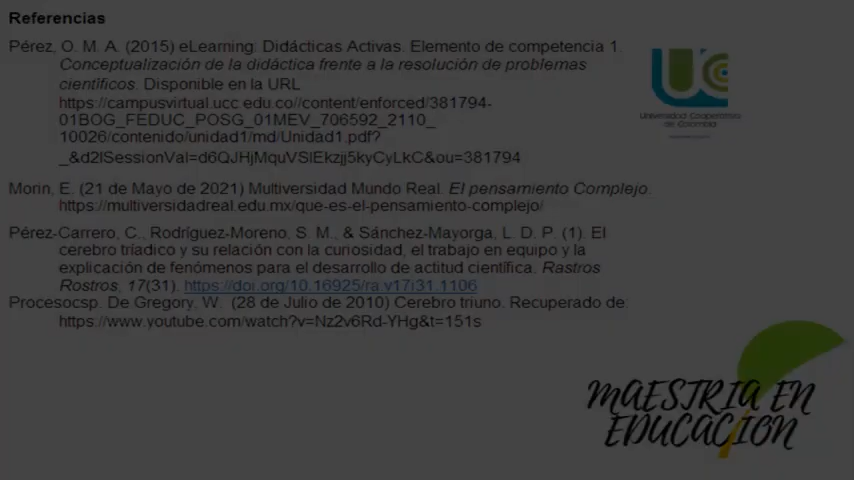 Referencias
Pérez, O. M. A. (2015) eLearning. Didácticas Activas. Elemento de competencia 1.
Conceptualización de la didáctica frente a la resolución de problemas
científicos. Disponible en la URL
https://campusvirtual.ucc.edu.co//content/enforced/381794-
01BOG_FEDUC_POSG_01MEV_706592_2110_
10026/contenido/unidad1/md/Unidad1.pdf?
_&d2lSessionVal=d6QJHjMquVSlEkzjj5kyCyLkC&ou=381794
Universidad Cooperativa
de Colombia
Morin, E. (21 de Mayo de 2021) Multiversidad Mundo Real. El pensamiento Complejo.
https://multiversidadreal.edu.mx/que-es-el-pensamiento-complejo/
Pérez-Carrero, C., Rodríguez-Moreno, S. M., & Sánchez-Mayorga, L. D. P. (1). El
cerebro tríadico y su relación con la curiosidad, el trabajo en equipo y la
explicación de fenómenos para el desarrollo de actitud científica. Rastros
Rostros, 17(31). https://doi.org/10.16925/ra.v17i31.1106
Procesocsp. De Gregory, W. (28 de Julio de 2010) Cerebro triuno. Recuperado de:
https://www.youtube.com/watch?v=Nz2v6Rd-YHg&t=151s
MAESTRIA EN
EDUCACION